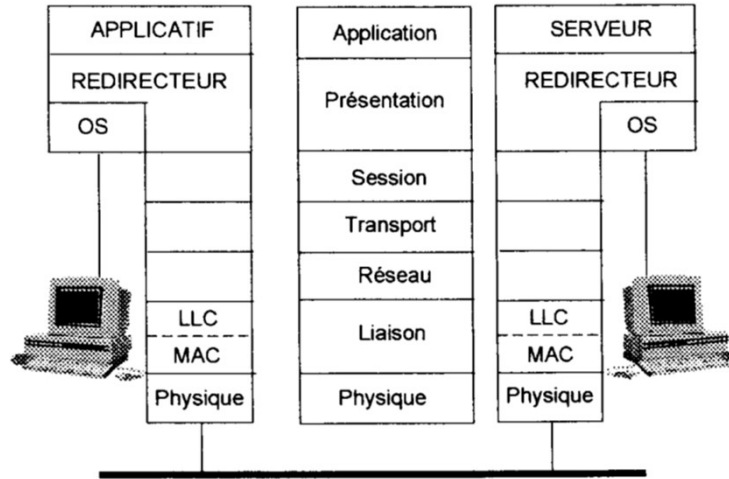 APPLICATIF
REDIRECTEUR
OS
LLC
MAC
Physique
Application
Présentation
Session
Transport
Réseau
Liaison
Physique
SERVEUR
REDIRECTEUR
OS
LLC
MAC
Physique